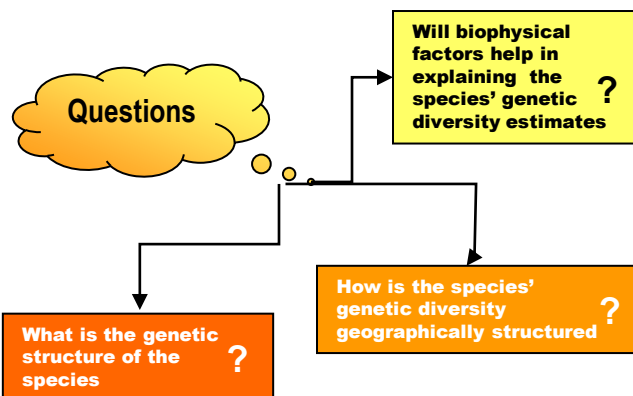 Questions
Will biophysical
factors help in
explaining the
species’ genetic
diversity estimates
?
How is the species’
genetic diversity
geographically structured
?
What is the genetic
structure of the
species
?